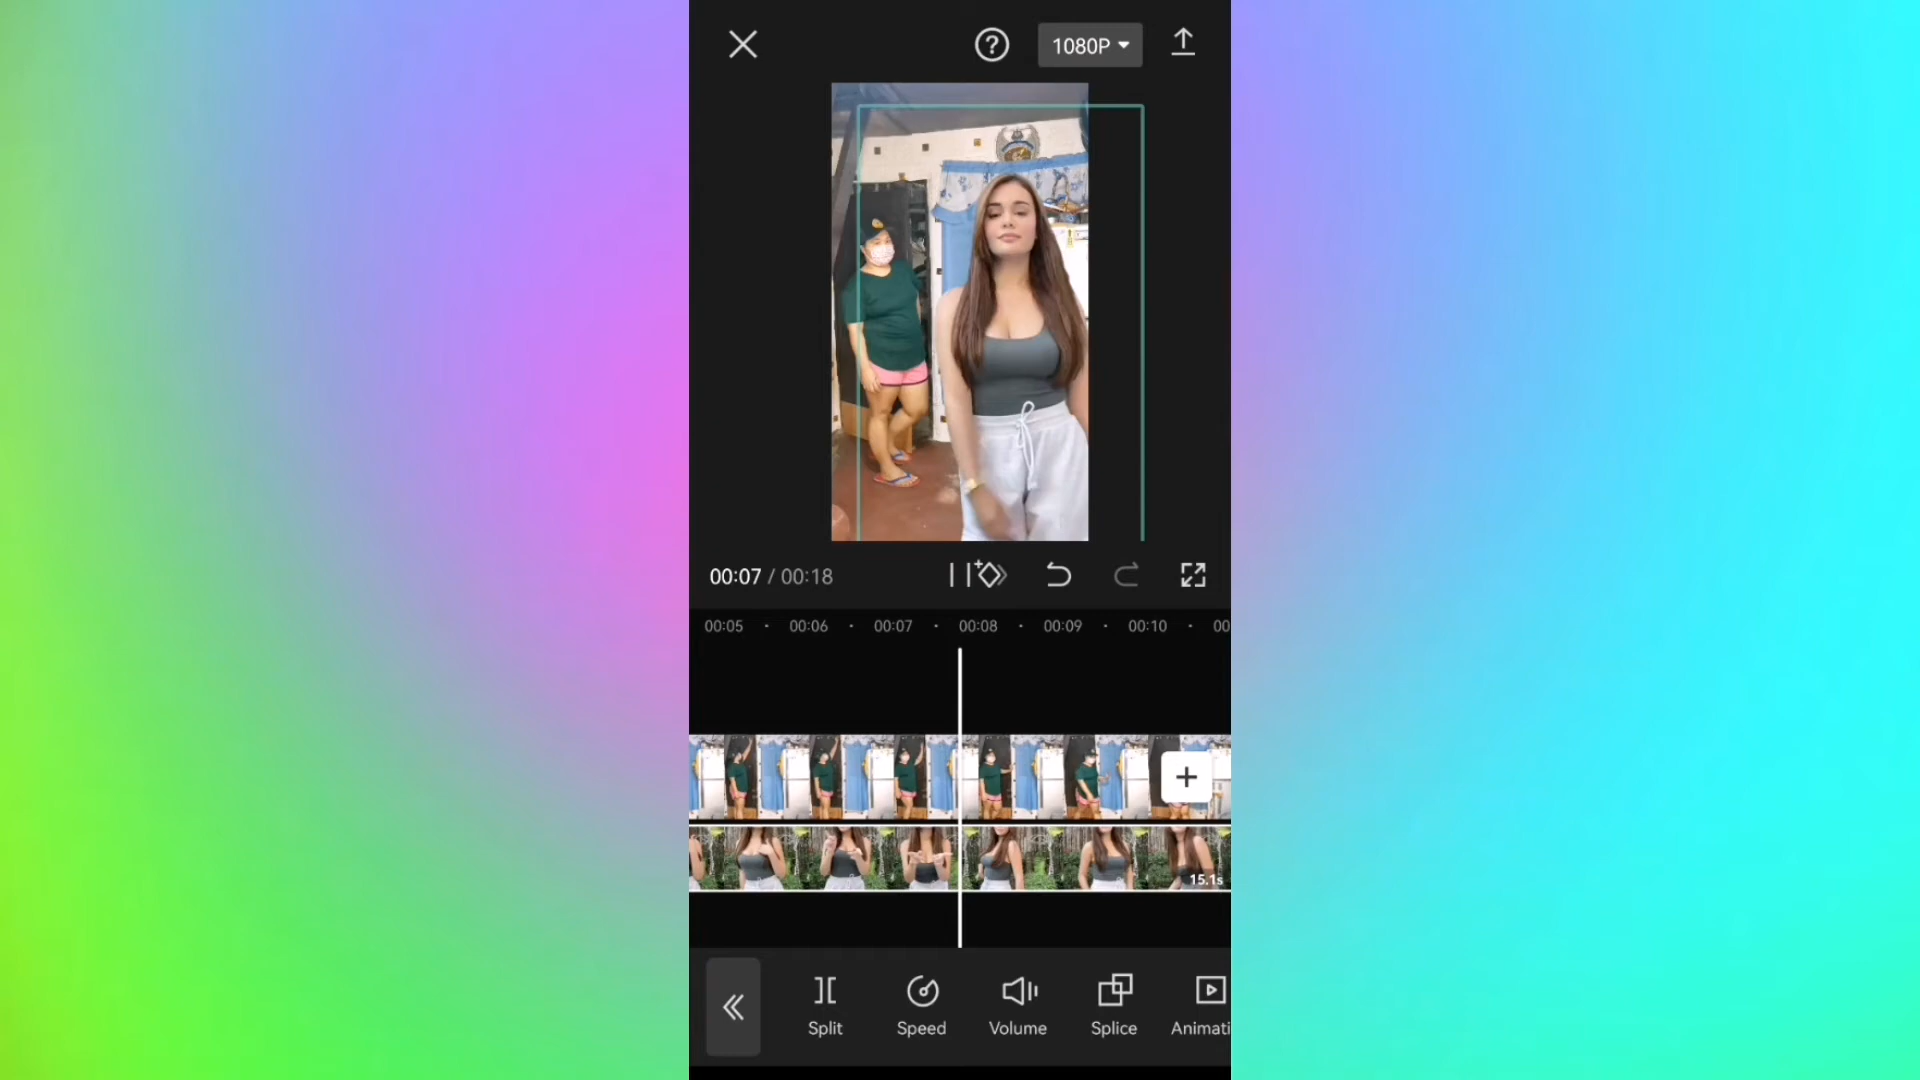 1080P
00:07 / 00:18
00:05 · 00:06 · 00:07 · 00:08 · 00:09 · 00:10 · 00
15.1s
Split Speed Volume Splice Animati